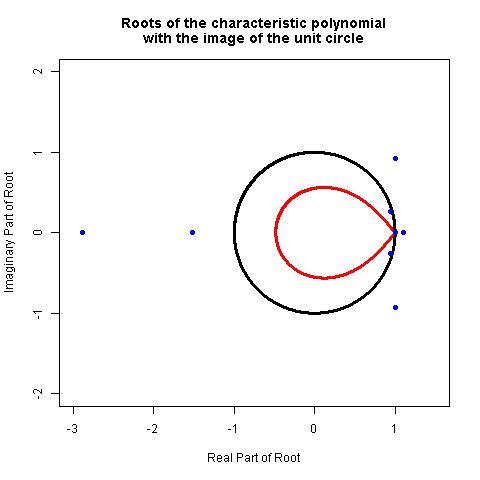 Roots of the characteristic polynomial
with the image of the unit circle
Imaginary Part of Root
2
1
0
-1
-2
-3
-2
-1
0
1
Real Part of Root